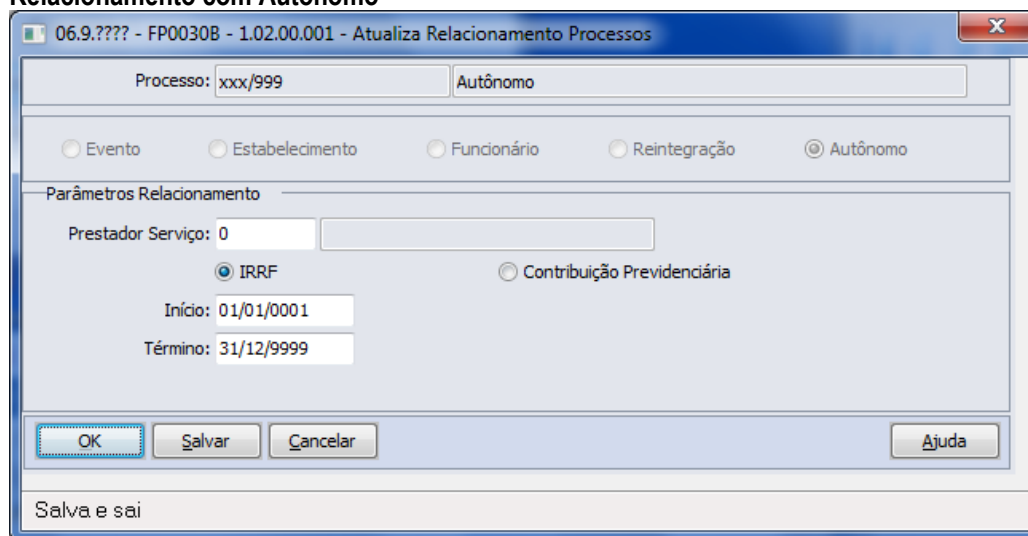 Relacionamento com Autônomo
06.9.???? - FP0030B - 1.02.00.001 - Atualiza Relacionamento Processos
Processo: xxx/999 Autônomo
Evento Estabelecimento Funcionário Reintegração Autônomo
Parâmetros Relacionamento
Prestador Serviço: 0
IRRF Contribuição Previdenciária
Início: 01/01/0001
Término: 31/12/9999
OK Salvar Cancelar Ajuda
Salva e sai